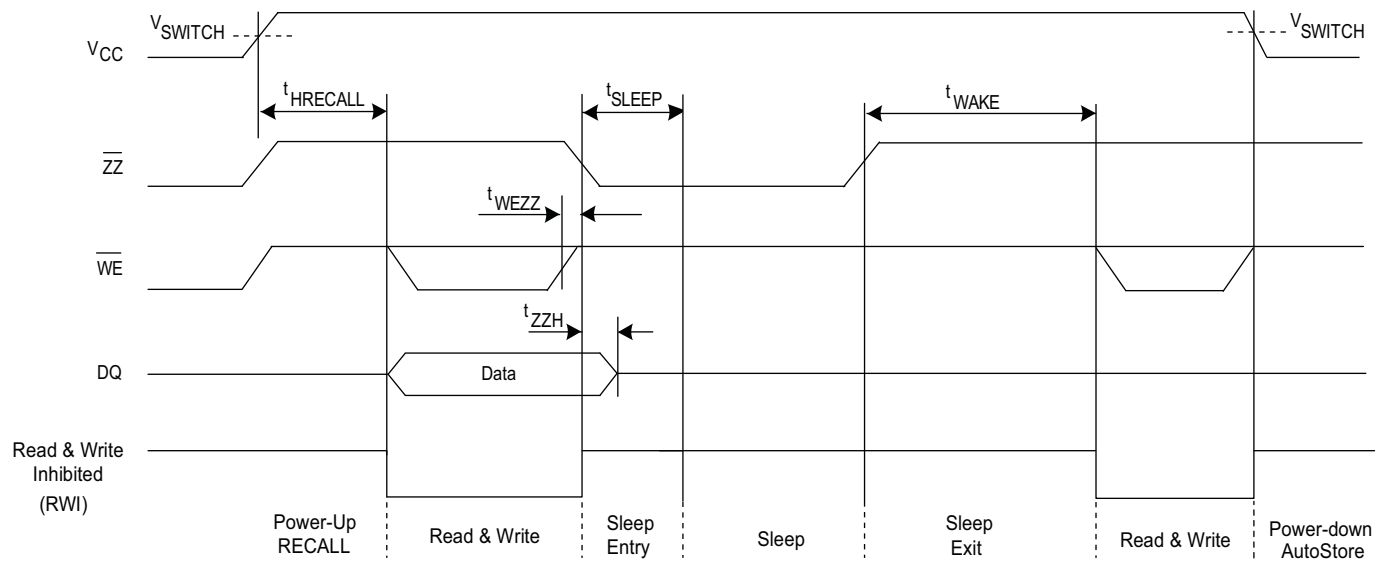 VSWITCH
VSWITCH
VCC
tHRECALL
tSLEEP
tWAKE
ZZ
tWEZZ
WE
tZZH
DQ
Data
Read & Write
Inhibited
(RWI)
Power-Up
RECALL
Read & Write
Sleep
Entry
Sleep
Sleep
Exit
Read & Write
Power-down
AutoStore